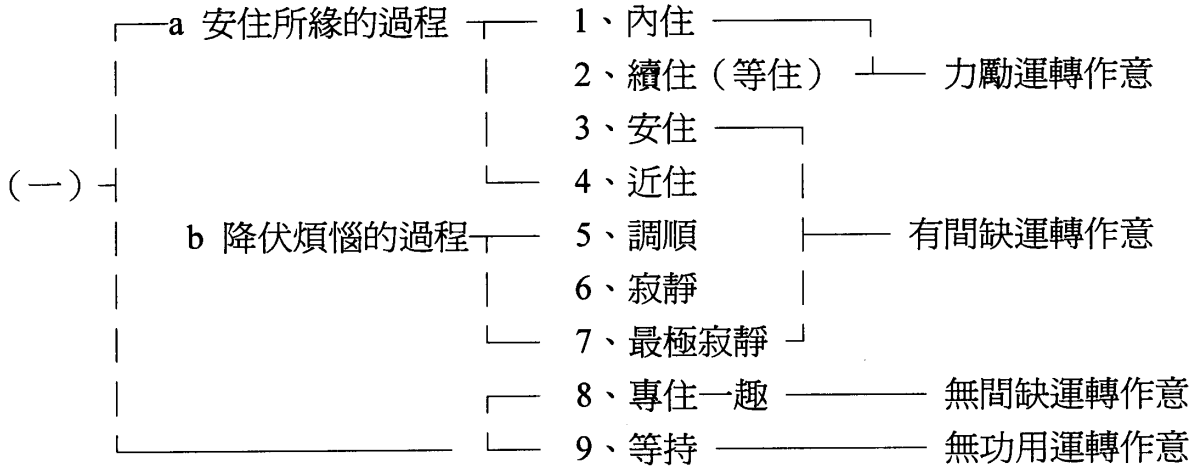 a 安住所緣的過程 1、內住
2、續住（等住） 力勵運轉作意
3、安住
（一） 4、近住
b 降伏煩惱的過程 5、調順 有間缺運轉作意
6、寂靜
7、最極寂靜
8、專住一趣 無間缺運轉作意
9、等持 無功用運轉作意